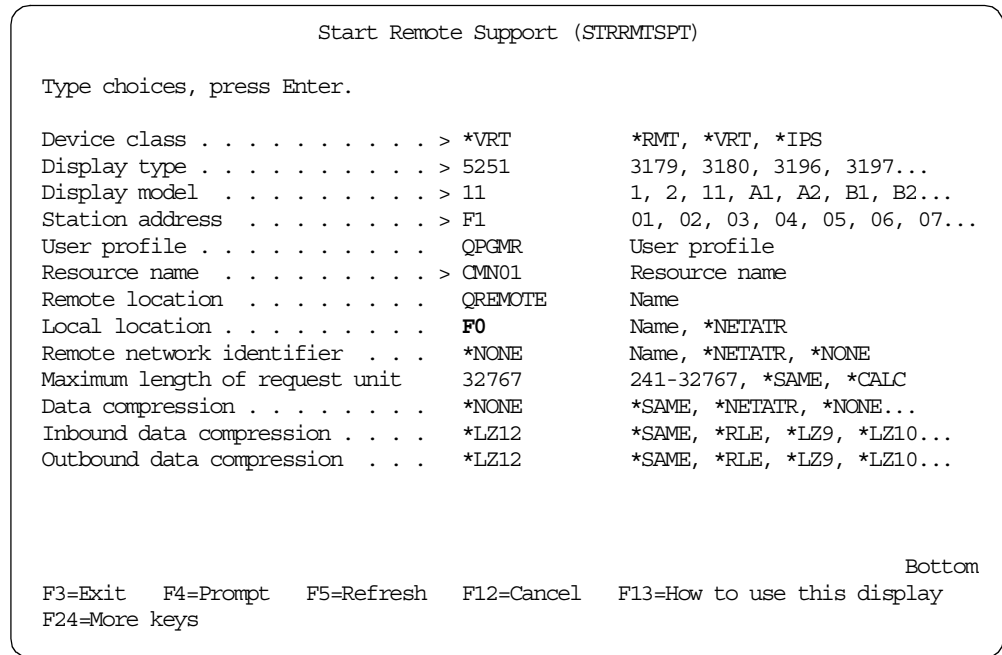 Start Remote Support (STRRMTSPT)
Type choices, press Enter.
Device class . . . . . . . . . . > *VRT *RMT, *VRT, *IPS
Display type . . . . . . . . . . > 5251 3179, 3180, 3196, 3197...
Display model . . . . . . . . . > 11 1, 2, 11, A1, A2, B1, B2...
Station address . . . . . . . . > F1 01, 02, 03, 04, 05, 06, 07...
User profile . . . . . . . . . . QPGMR User profile
Resource name . . . . . . . . . > CMN01 Resource name
Remote location . . . . . . . . QREMOTE Name
Local location . . . . . . . . . F0 Name, *NETATR
Remote network identifier . . . *NONE Name, *NETATR, *NONE
Maximum length of request unit 32767 241-32767, *SAME, *CALC
Data compression . . . . . . . . *NONE *SAME, *NETATR, *NONE...
Inbound data compression . . . . *LZ12 *SAME, *RLE, *LZ9, *LZ10...
Outbound data compression . . . *LZ12 *SAME, *RLE, *LZ9, *LZ10...
Bottom
F3=Exit F4=Prompt F5=Refresh F12=Cancel F13=How to use this display
F24=More keys